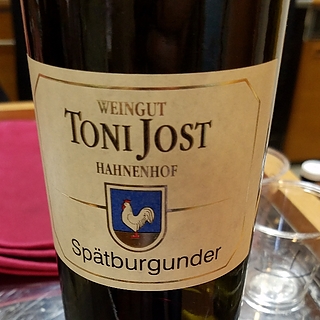 WEINGUT
TONI JOST
HAHNENHOF
Spätburgunder